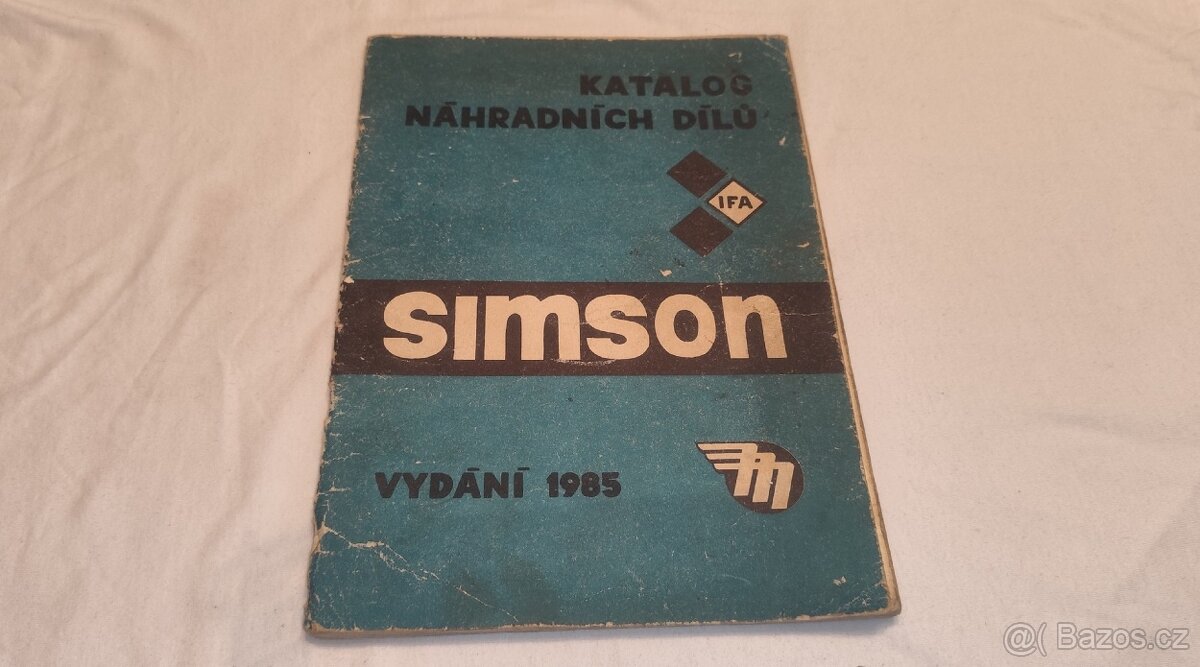 KATALOG
NÁHRADNÍCH DÍLŮ
IFA
simson
VYDÁNÍ 1985
M
@( Bazos.cz